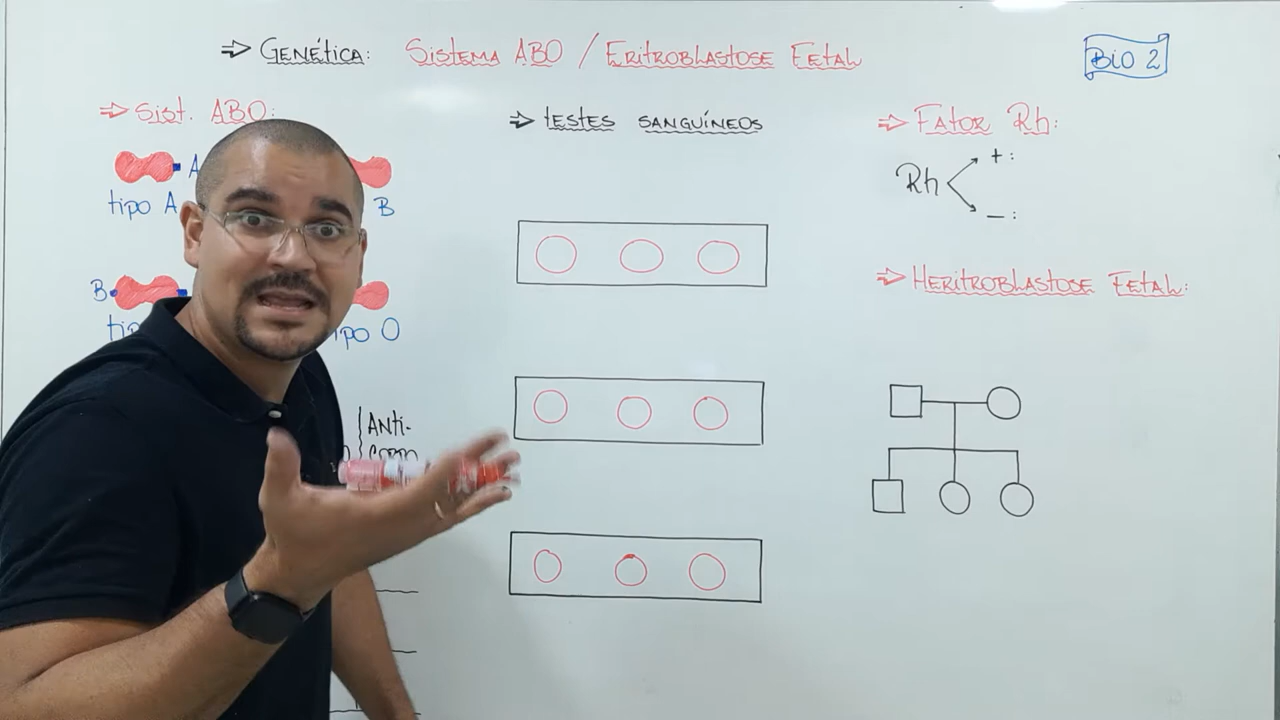 ⇒ GENÉTICA: SISTEMA ABO / ERITROBLASTOSE FETAL
BIO 2
⇒ Sist. ABO:
A
tipo A
B
B
tipo O
ANTI-
⇒ TESTES SANGUÍNEOS
⇒ FATOR Rh:
Rh
+ :
− :
⇒ HERITROBLASTOSE FETAL: